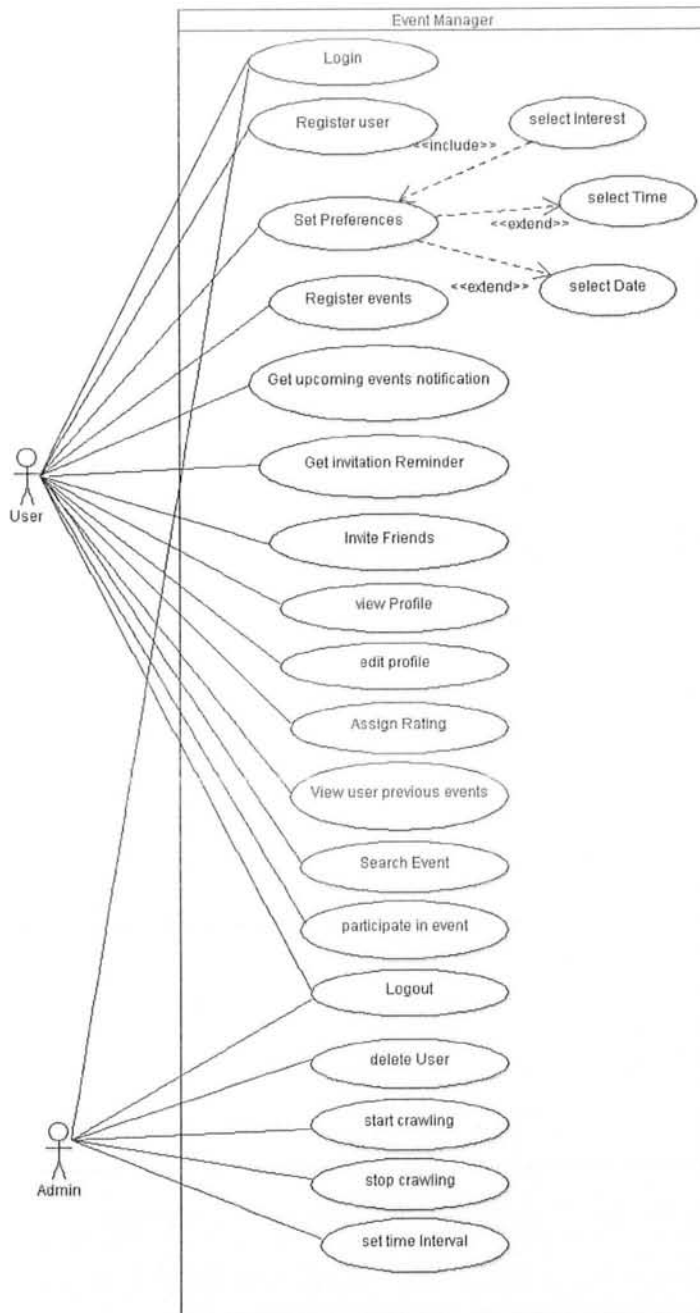 Event Manager
Login
Register user
select Interest
<<include>>
Set Preferences
select Time
<<extend>>
Register events
<<extend>>
select Date
Get upcoming events notification
Get invitation Reminder
User
Invite Friends
view Profile
edit profile
Assign Rating
View user previous events
Search Event
participate in event
Logout
delete User
start crawling
Admin
stop crawling
set time Interval